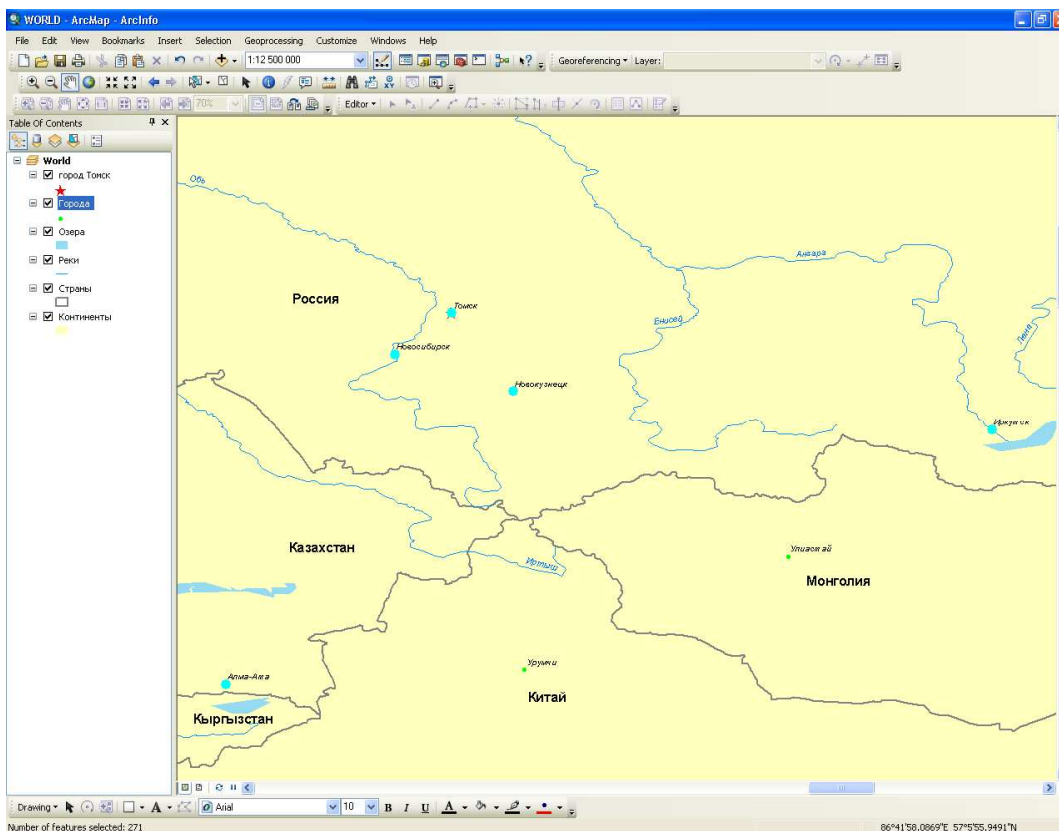 WORLD - ArcMap - ArcInfo
File Edit View Bookmarks Insert Selection Geoprocessing Customize Windows Help
1:12 500 000 Georeferencing Layer:
70% Editor
Table Of Contents
World
город Томск
Города
Озера
Реки
Страны
Континенты
Обь
Ангара
Россия
Томск
Енисей
Лена
Новосибирск
Новокузнецк
Иркутск
Казахстан
Иртыш
Улиастай
Монголия
Урумчи
Алма-Ата
Китай
Кыргызстан
Drawing A Arial 10 B I U A
Number of features selected: 271
86°41'58,0869"E 57°5'55,9491"N